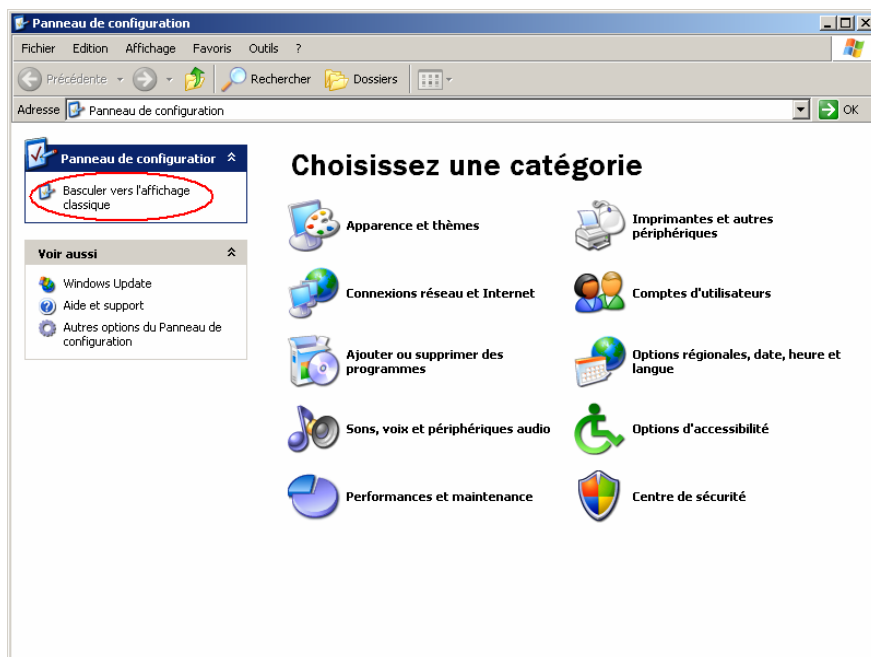 Panneau de configuration
Fichier Edition Affichage Favoris Outils ?
Précédente Rechercher Dossiers
Adresse Panneau de configuration OK
Panneau de configuratior
Basculer vers l'affichage
classique
Voir aussi
Windows Update
Aide et support
Autres options du Panneau de
configuration
Choisissez une catégorie
Apparence et thèmes
Imprimantes et autres
périphériques
Connexions réseau et Internet
Comptes d'utilisateurs
Ajouter ou supprimer des
programmes
Options régionales, date, heure et
langue
Sons, voix et périphériques audio
Options d'accessibilité
Performances et maintenance
Centre de sécurité